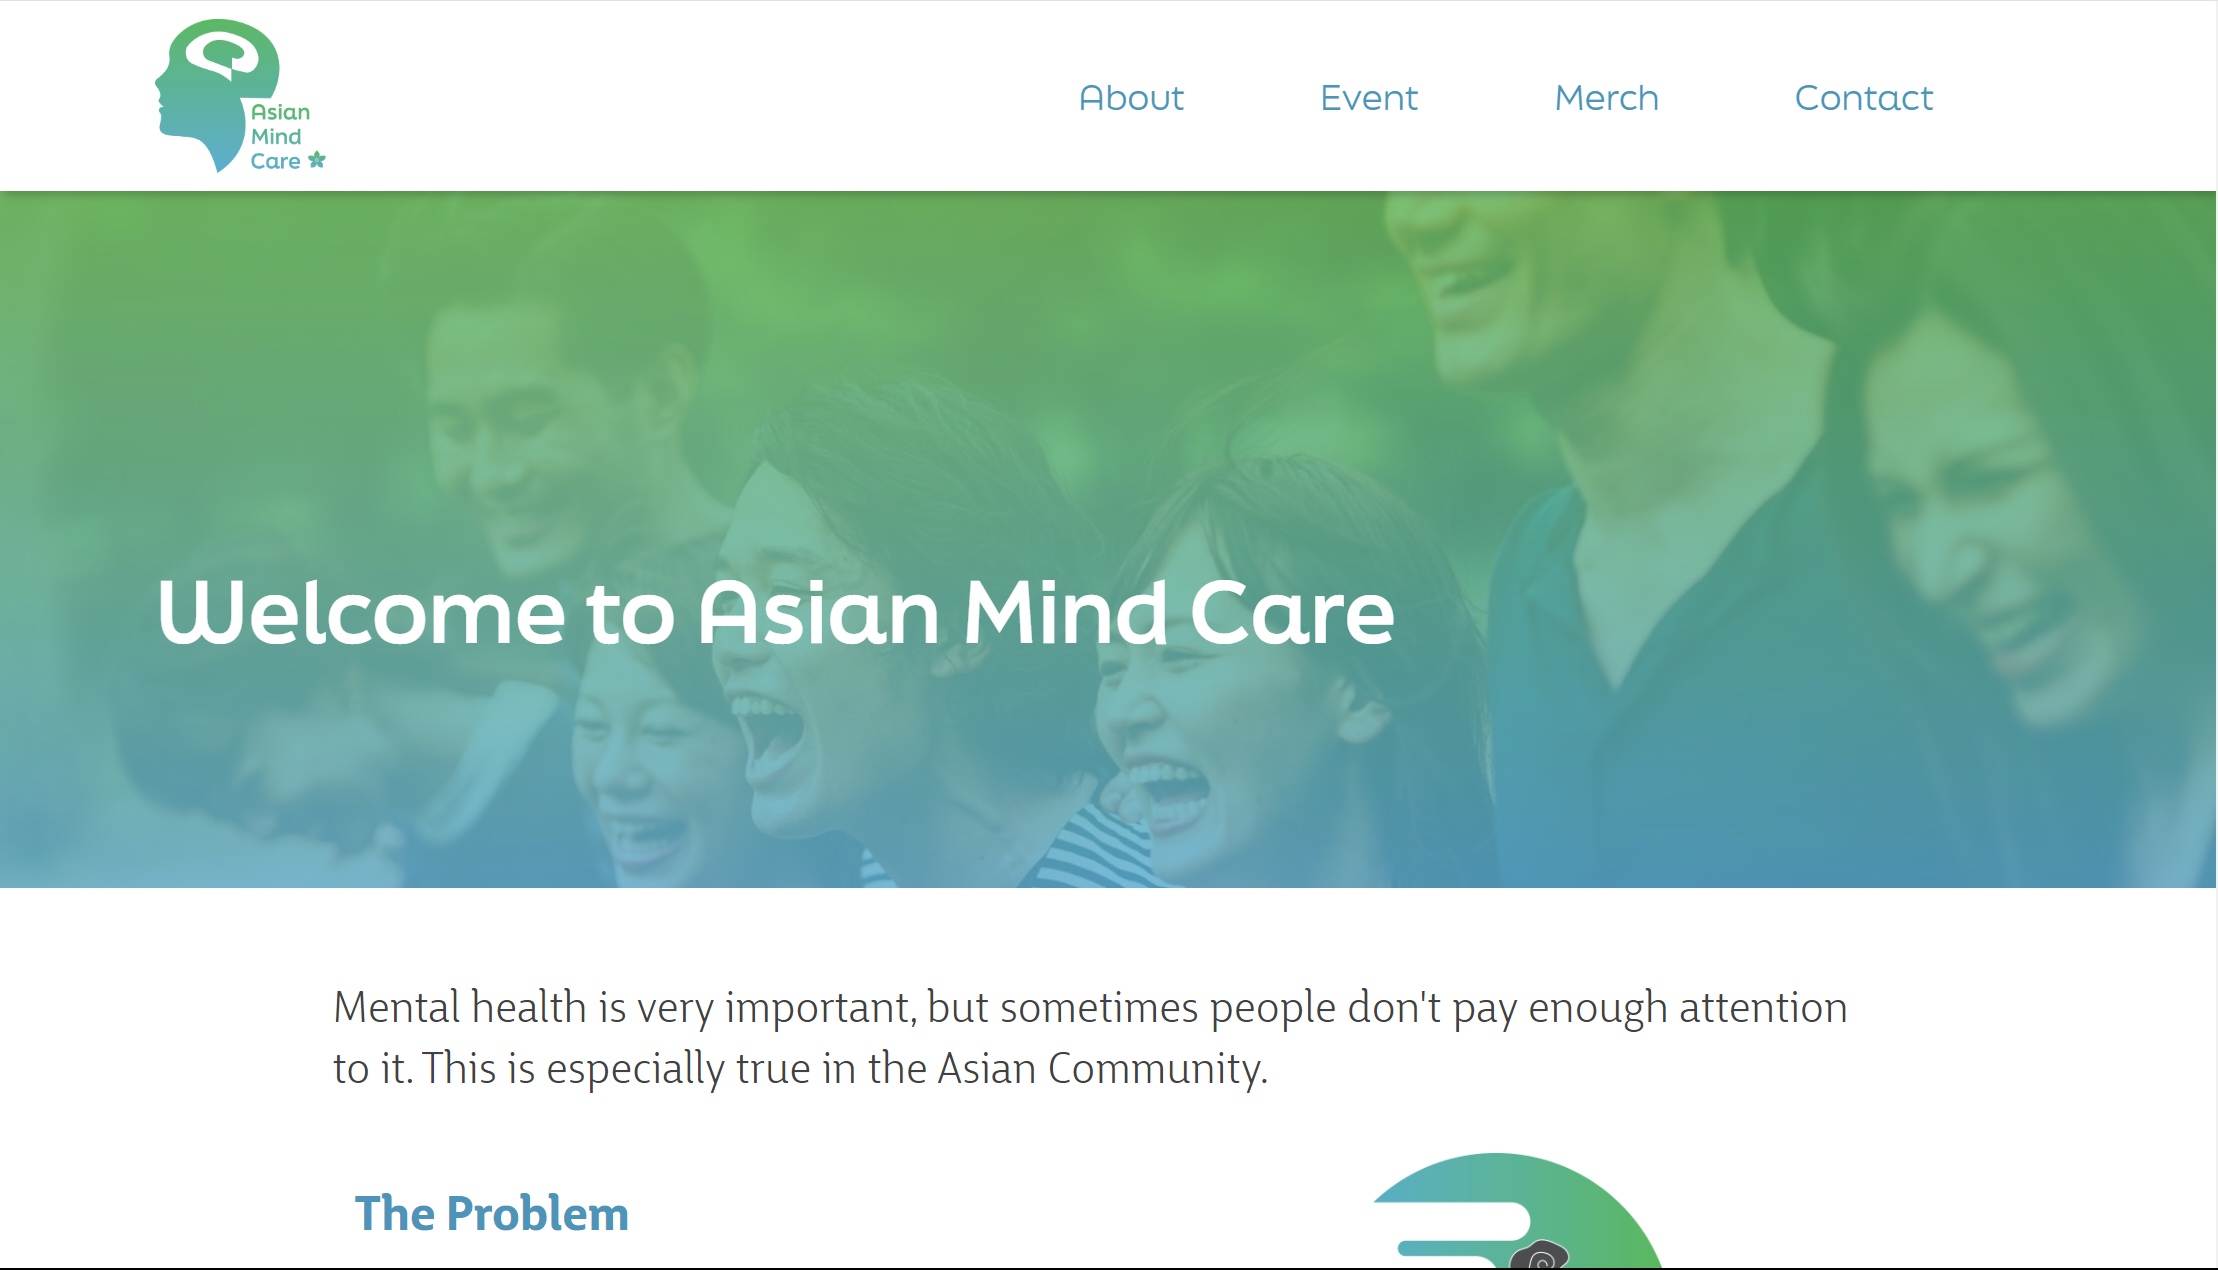 Asian
Mind
Care
About Event Merch Contact
Welcome to Asian Mind Care
Mental health is very important, but sometimes people don't pay enough attention
to it. This is especially true in the Asian Community.
The Problem